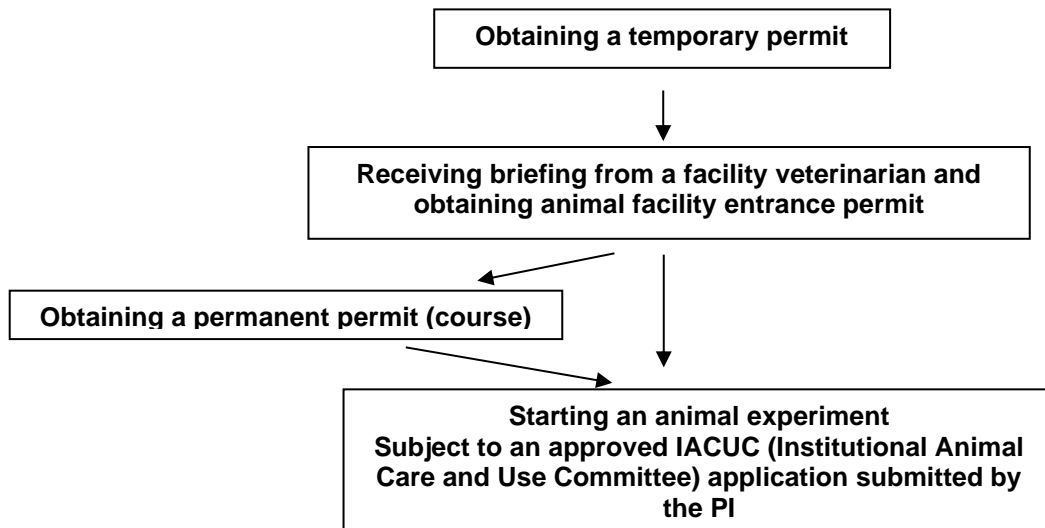 Obtaining a temporary permit
Receiving briefing from a facility veterinarian and
obtaining animal facility entrance permit
Obtaining a permanent permit (course)
Starting an animal experiment
Subject to an approved IACUC (Institutional Animal
Care and Use Committee) application submitted by
the PI